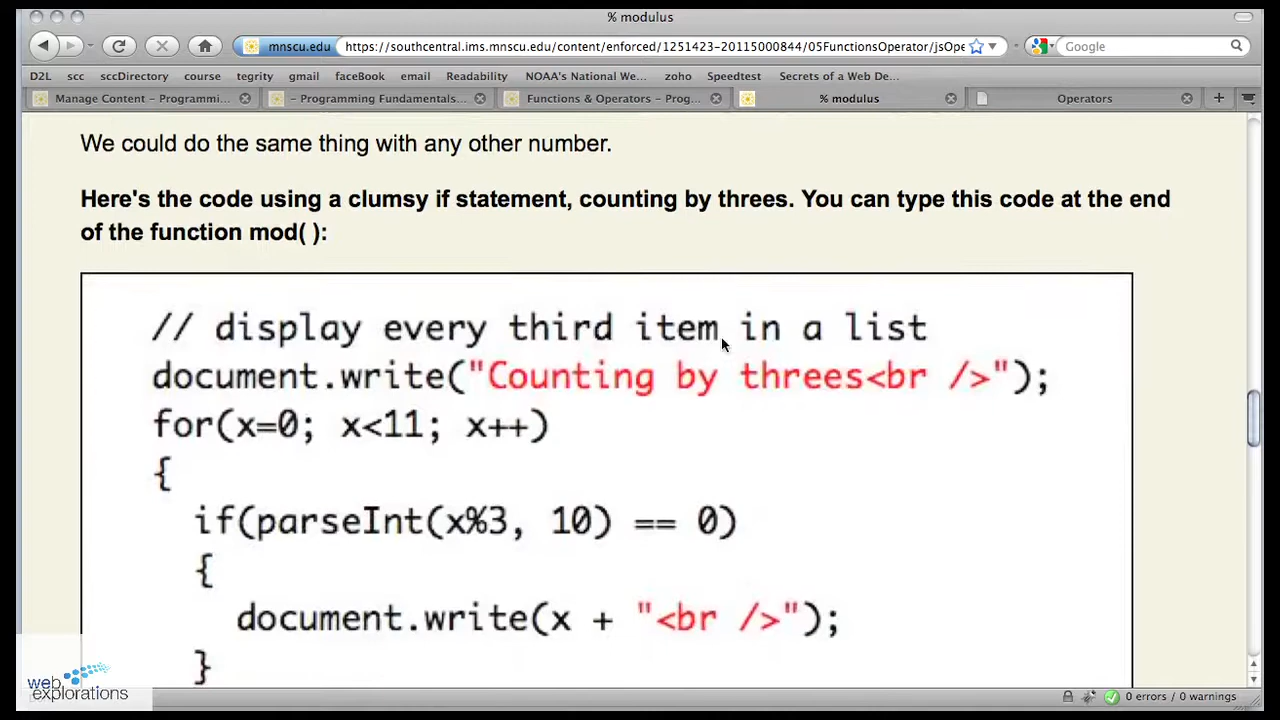 % modulus
mnscu.edu https://southcentral.ims.mnscu.edu/content/enforced/1251423-20115000844/05FunctionsOperator/jsOpe Google
D2L scc sccDirectory course tegrity gmail faceBook email Readability NOAA's National We... zoho Speedtest Secrets of a Web De...
Manage Content – Programmi... – Programming Fundamentals... Functions & Operators – Prog... % modulus Operators
We could do the same thing with any other number.
Here's the code using a clumsy if statement, counting by threes. You can type this code at the end
of the function mod( ):
// display every third item in a list
document.write("Counting by threes<br />");
for(x=0; x<11; x++)
{
if(parseInt(x%3, 10) == 0)
{
document.write(x + "<br />");
}
web
explorations
0 errors / 0 warnings